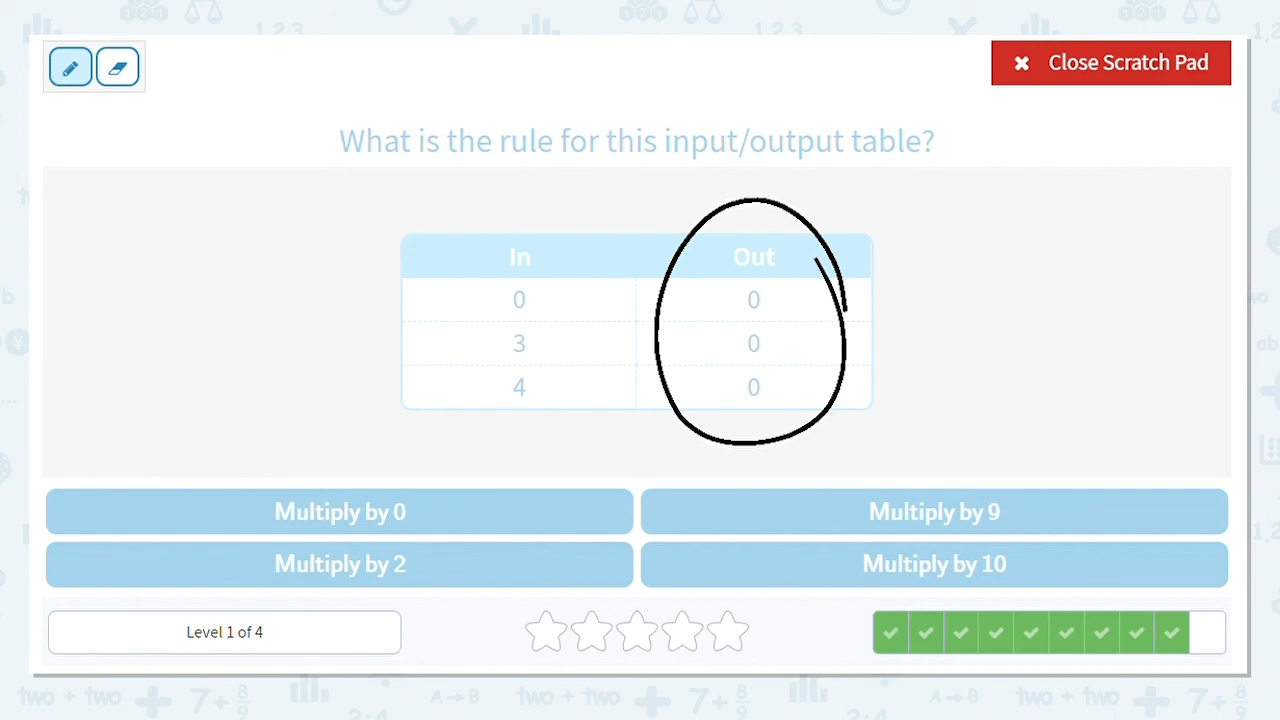 Close Scratch Pad
What is the rule for this input/output table?
In Out
0 0
3 0
4 0
Multiply by 0 Multiply by 9
Multiply by 2 Multiply by 10
Level 1 of 4